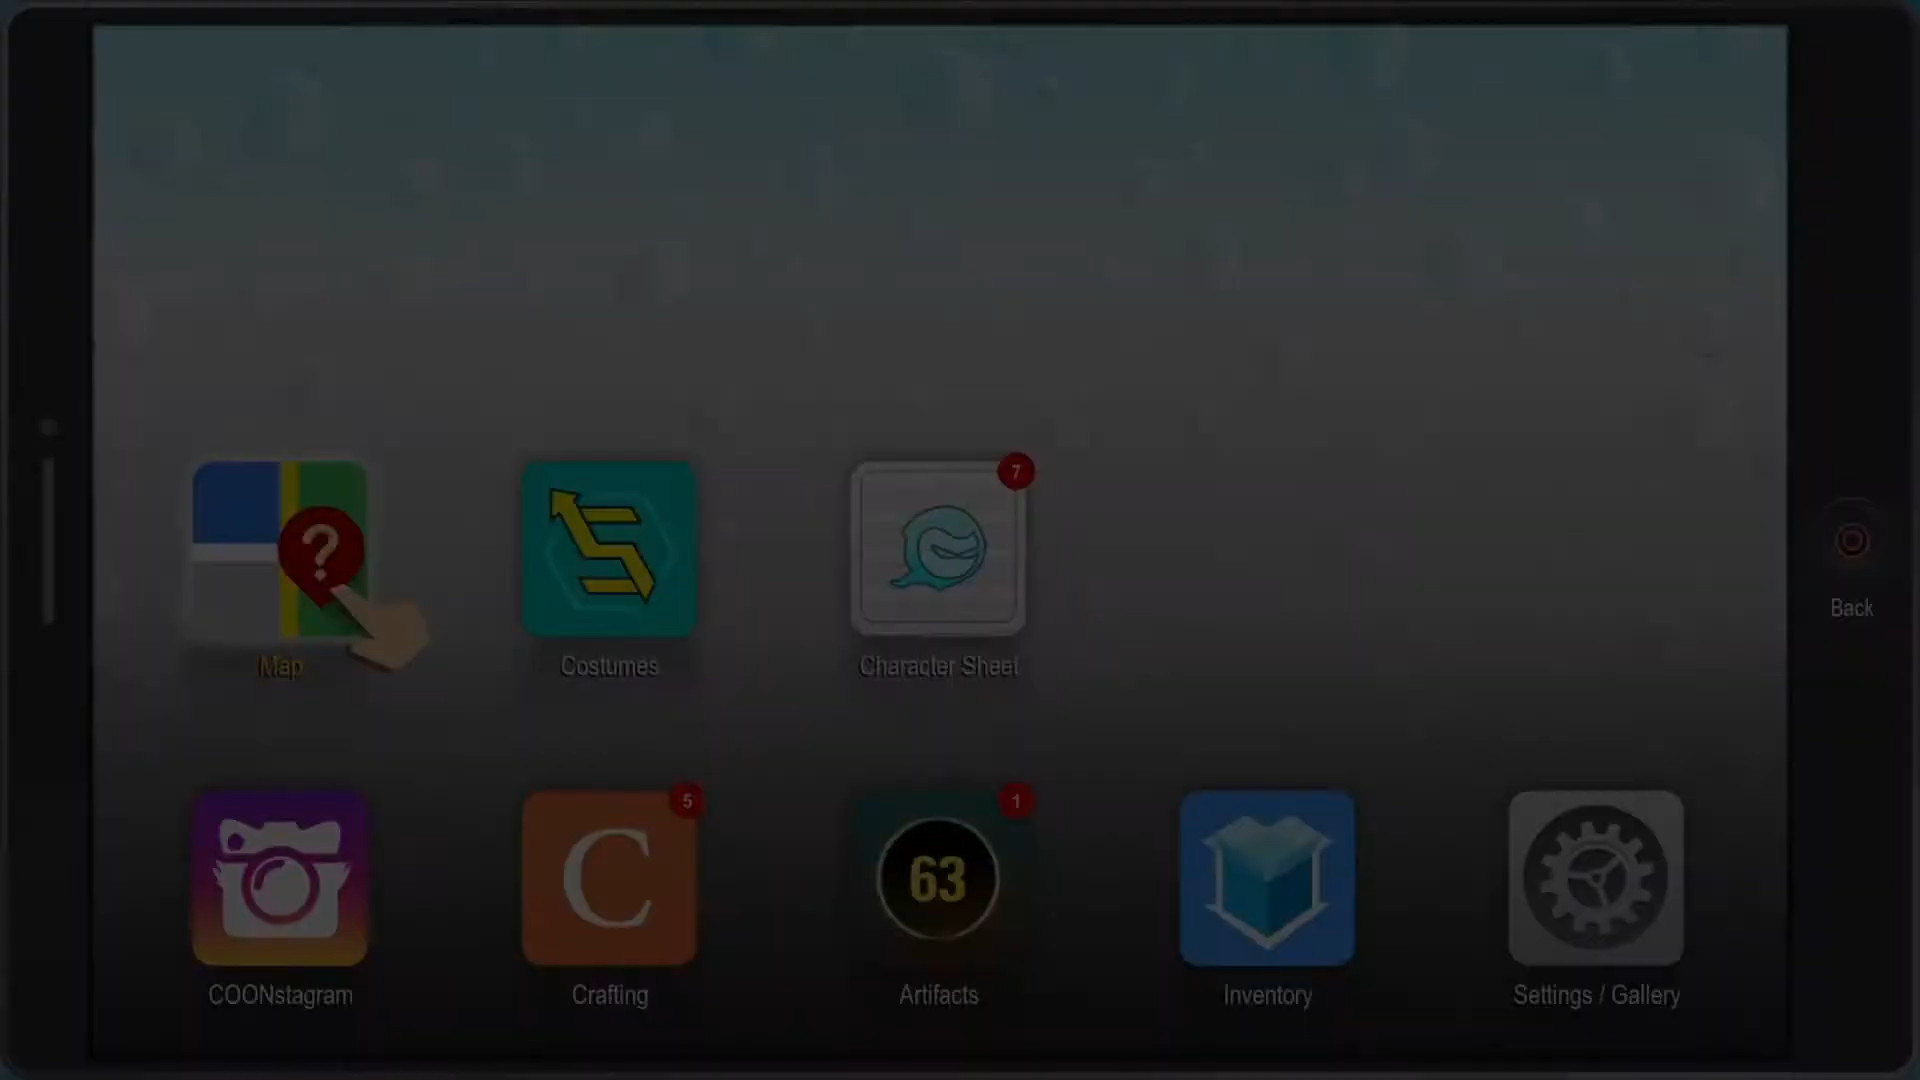 7
?
Back
Map
Costumes
Character Sheet
5
1
C
63
COONstagram
Crafting
Artifacts
Inventory
Settings / Gallery